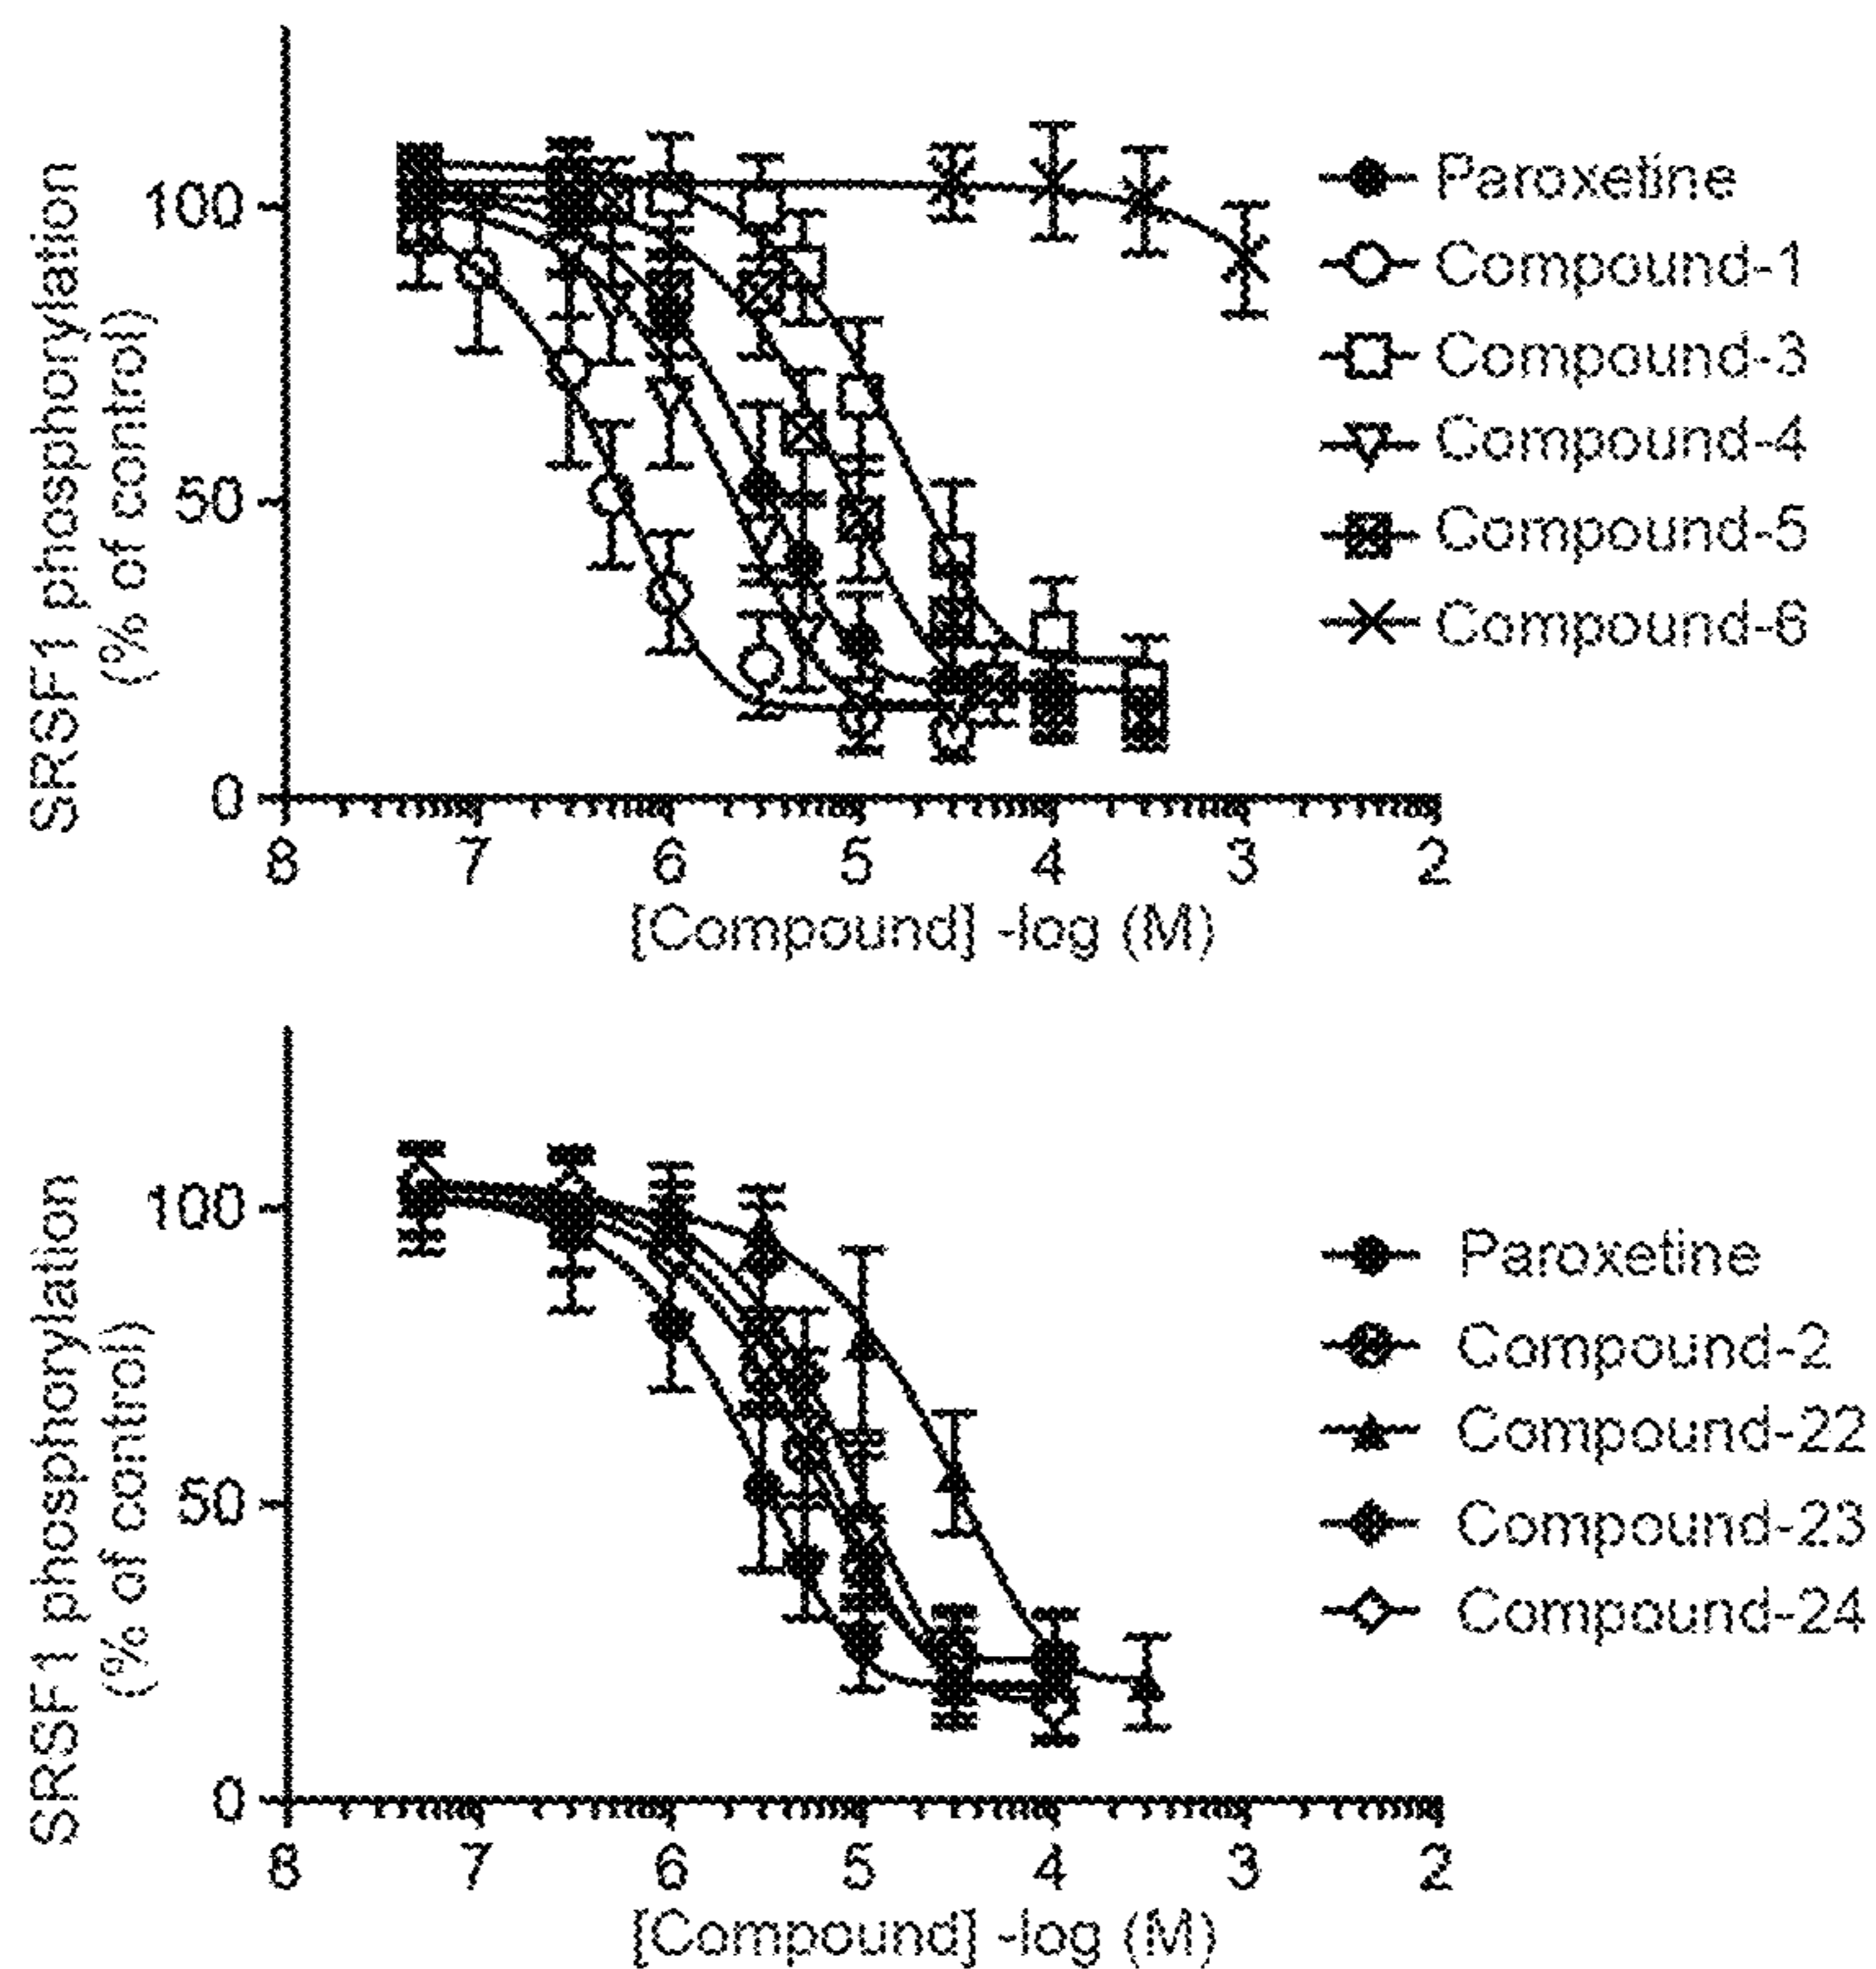 SRSF1 phosphorylation
(% of control)
100
50
0
8 7 6 5 4 3 2
[Compound] -log (M)
Paroxetine
Compound-1
Compound-3
Compound-4
Compound-5
Compound-6
SRSF1 phosphorylation
(% of control)
100
50
0
8 7 6 5 4 3 2
[Compound] -log (M)
Paroxetine
Compound-2
Compound-22
Compound-23
Compound-24